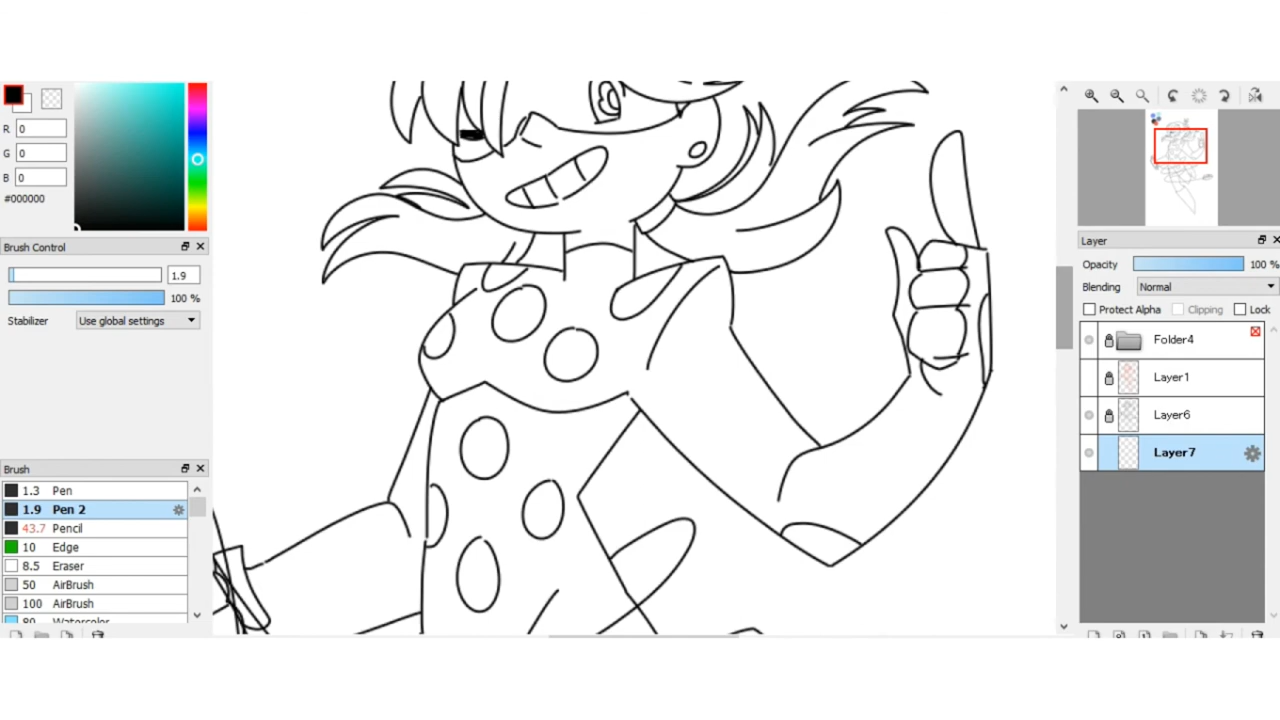 R 0
G 0
B 0
#000000
Brush Control
1.9
100 %
Stabilizer Use global settings
Brush
1.3 Pen
1.9 Pen 2
43.7 Pencil
10 Edge
8.5 Eraser
50 AirBrush
100 AirBrush
80 Watercolor
Layer
Opacity 100 %
Blending Normal
Protect Alpha Clipping Lock
Folder4
Layer1
Layer6
Layer7